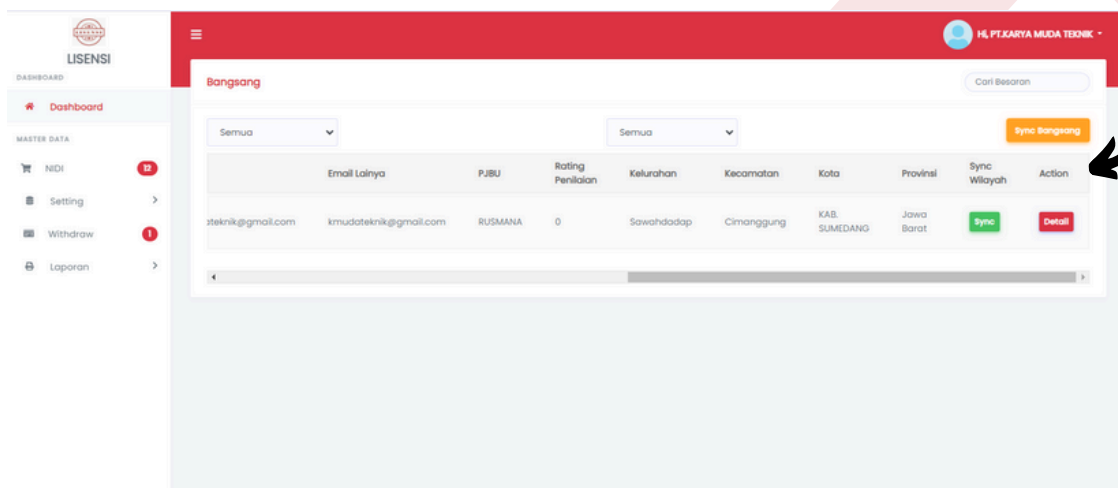 LISENSI
DASHBOARD
Dashboard
MASTER DATA
NIDI 12
Setting
Withdraw 1
Laporan
Hi, PT.KARYA MUDA TEKNIK
Bangsang
Cari Besaran
Semua Semua Sync Bangsang
Email Lainya PJBU Rating Penilaian Kelurahan Kecamatan Kota Provinsi Sync Wilayah Action
ateknik@gmail.com kmudateknik@gmail.com RUSMANA 0 Sawahdadap Cimanggung KAB. SUMEDANG Jawa Barat Sync Detail